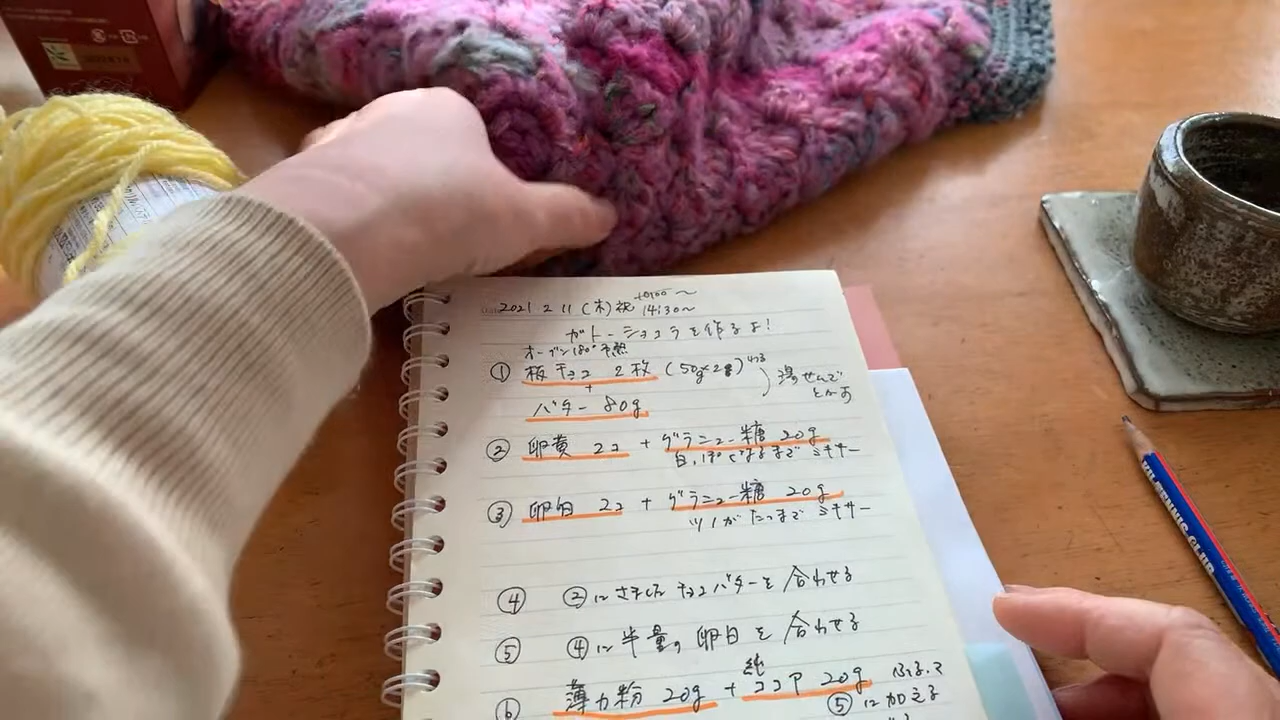 2021 2 11 (木) 祝 14:30〜
ガトーショコラを作るよ!
オーブン180°予熱
① 板チョコ 2枚 (50g×2)
+
バター 80g
湯せんで
とかす
② 卵黄 2コ + グラニュー糖 20g
白っぽくなるまで ミキサー
③ 卵白 2コ + グラニュー糖 20g
ツノがたつまで ミキサー
④ ②にさました チョコバターを 合わせる
⑤ ④に半量の 卵白を 合わせる
⑥ 薄力粉 20g + 純ココア 20g ふるって
⑤に加える
KIL TENNIS CLUB